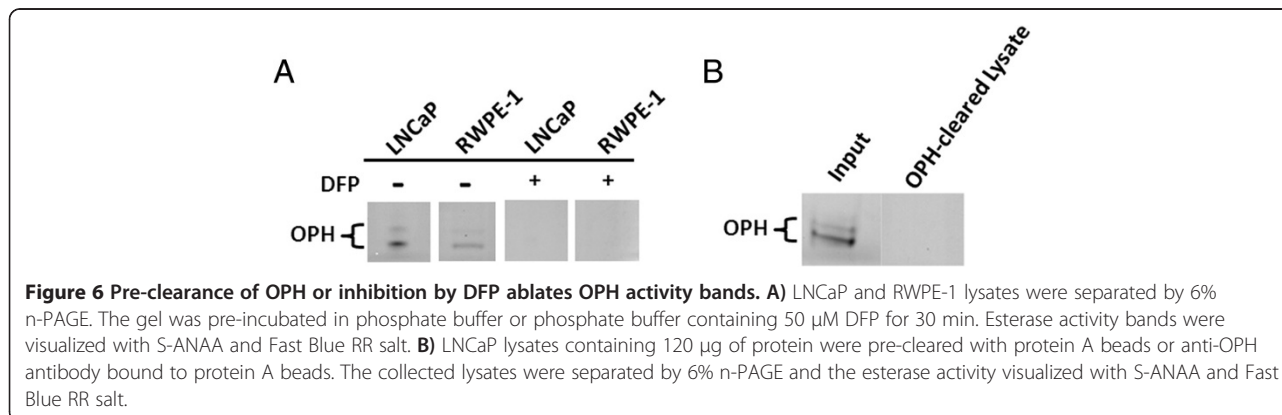 A
B
LNCaP RWPE-1 LNCaP RWPE-1
Input OPH-cleared Lysate
DFP - - + +
OPH
OPH
Figure 6 Pre-clearance of OPH or inhibition by DFP ablates OPH activity bands. A) LNCaP and RWPE-1 lysates were separated by 6%
n-PAGE. The gel was pre-incubated in phosphate buffer or phosphate buffer containing 50 μM DFP for 30 min. Esterase activity bands were
visualized with S-ANAA and Fast Blue RR salt. B) LNCaP lysates containing 120 μg of protein were pre-cleared with protein A beads or anti-OPH
antibody bound to protein A beads. The collected lysates were separated by 6% n-PAGE and the esterase activity visualized with S-ANAA and Fast
Blue RR salt.